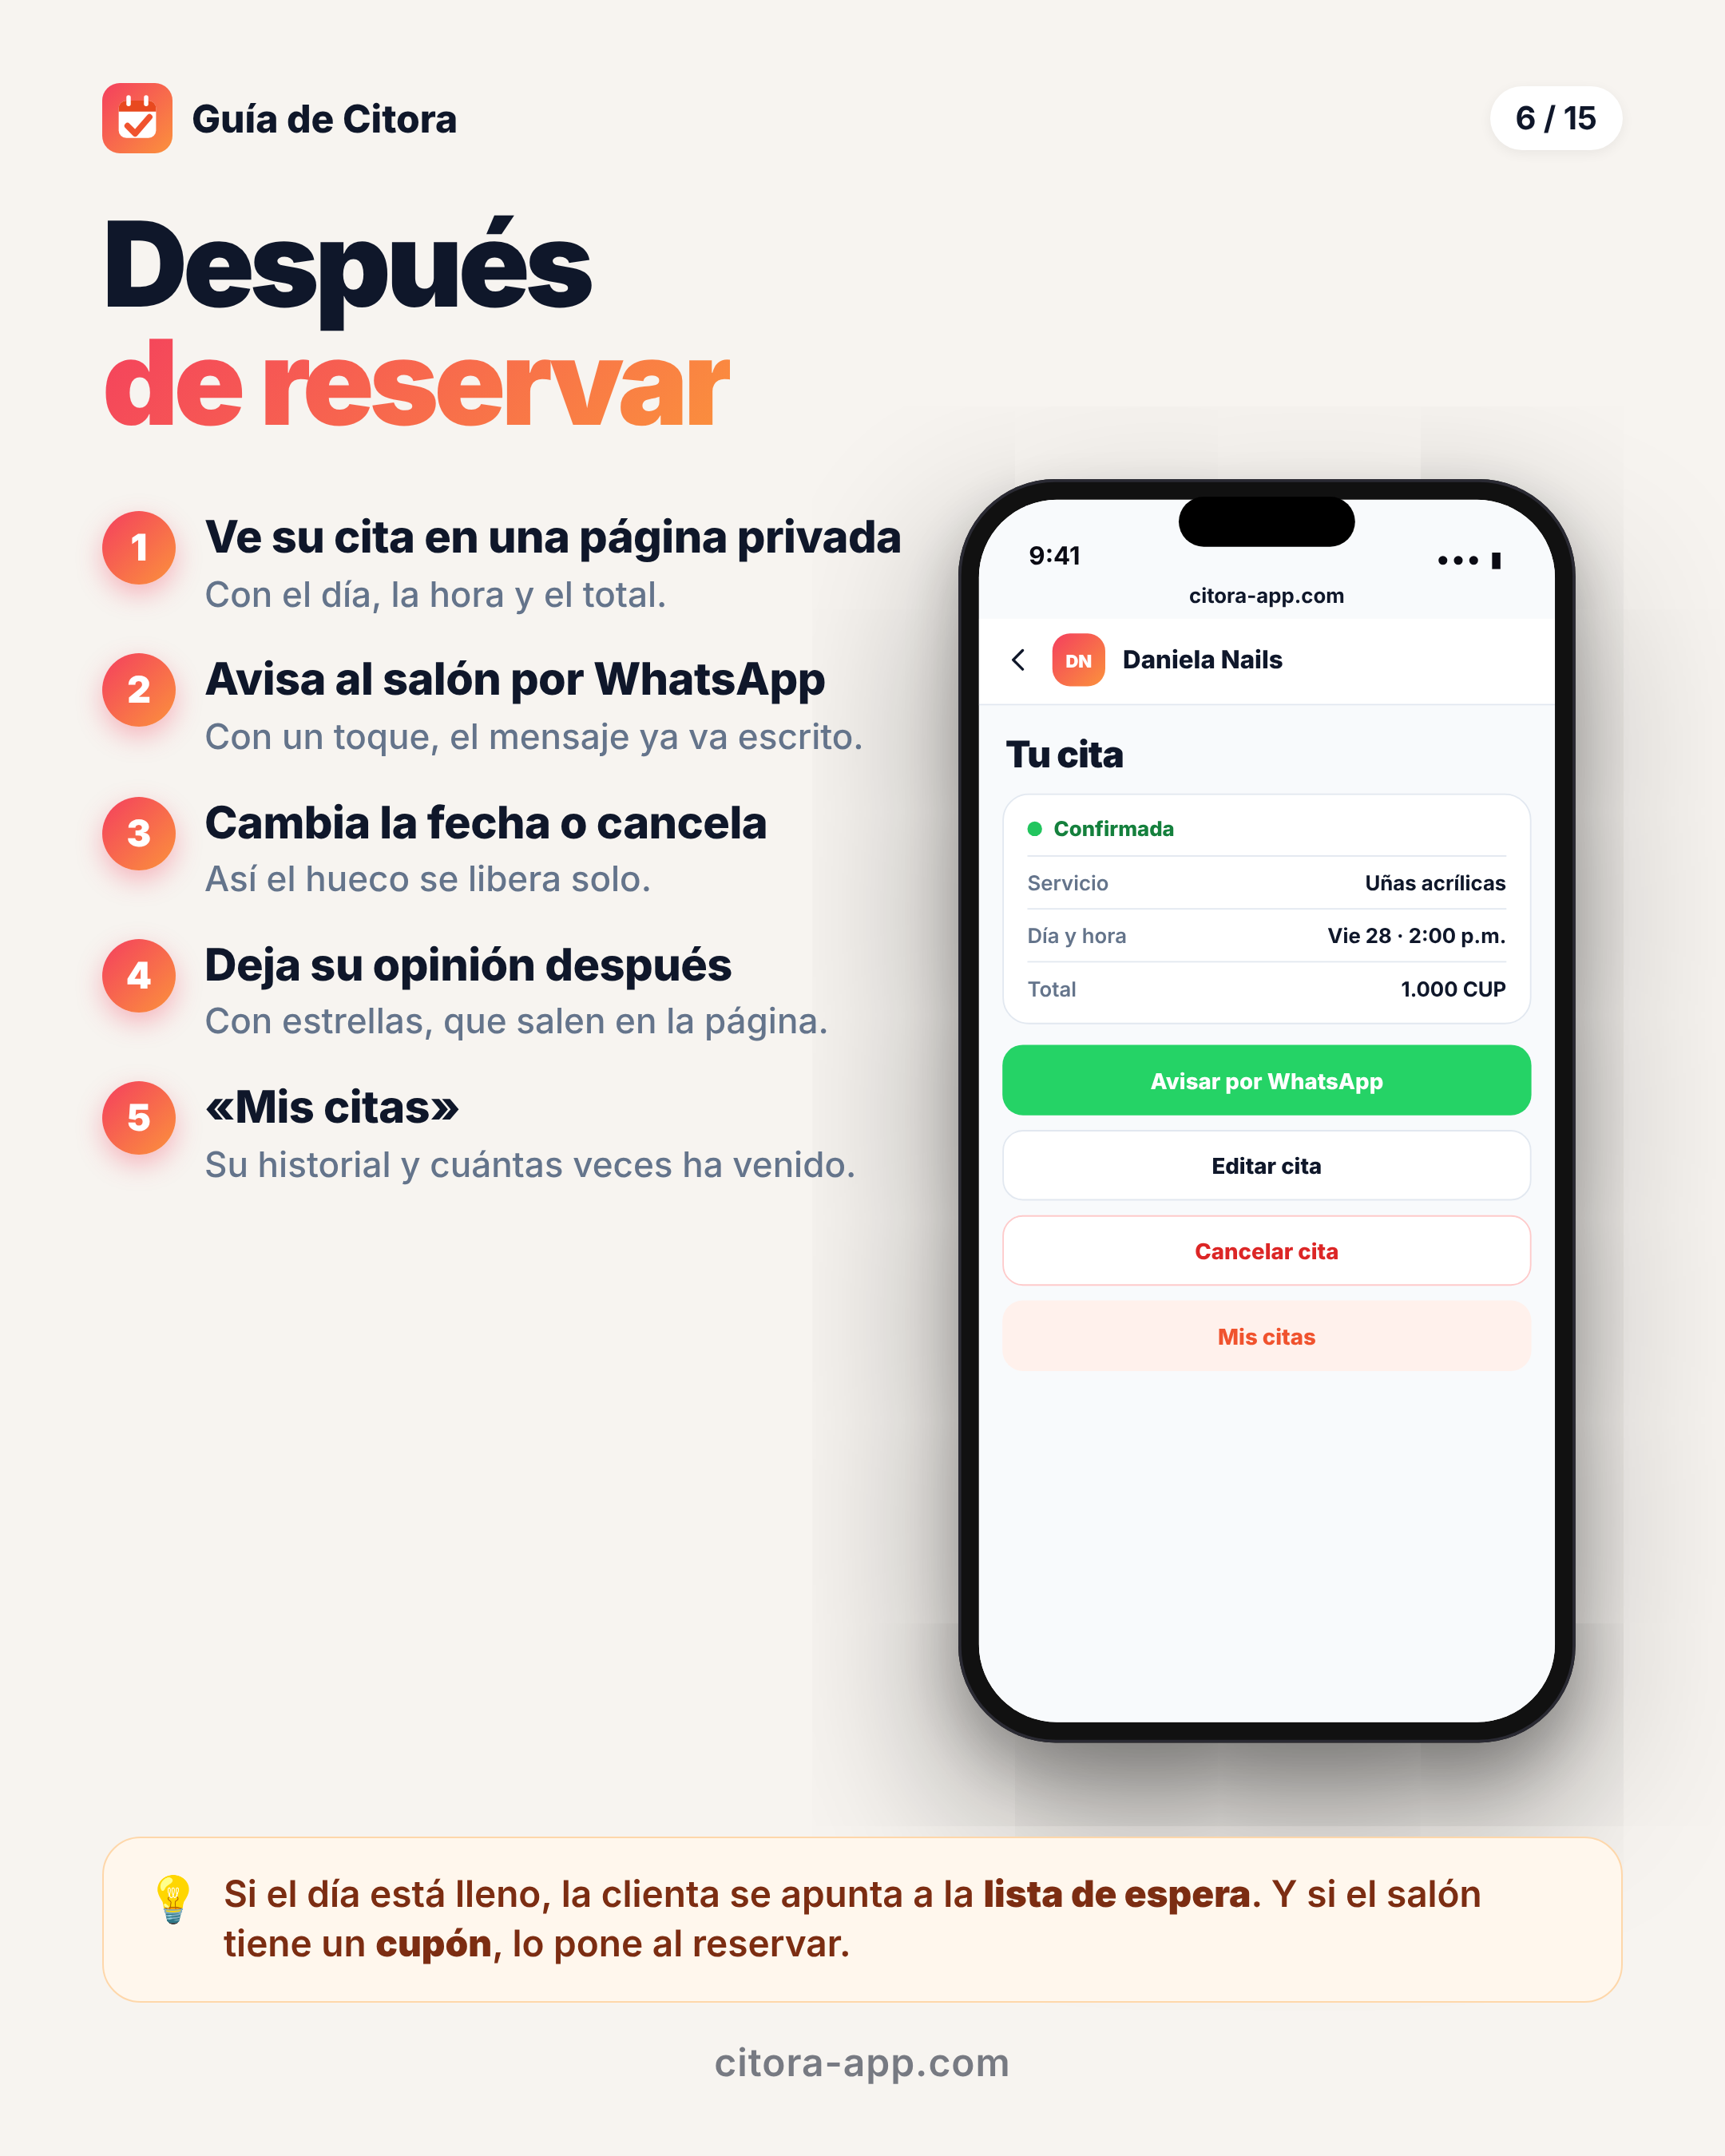 Guía de Citora
6 / 15
Después
de reservar
1
Ve su cita en una página privada
Con el día, la hora y el total.
2
Avisa al salón por WhatsApp
Con un toque, el mensaje ya va escrito.
3
Cambia la fecha o cancela
Así el hueco se libera solo.
4
Deja su opinión después
Con estrellas, que salen en la página.
5
«Mis citas»
Su historial y cuántas veces ha venido.
9:41
citora-app.com
DN Daniela Nails
Tu cita
Confirmada
Servicio Uñas acrílicas
Día y hora Vie 28 · 2:00 p.m.
Total 1.000 CUP
Avisar por WhatsApp
Editar cita
Cancelar cita
Mis citas
Si el día está lleno, la clienta se apunta a la lista de espera. Y si el salón
tiene un cupón, lo pone al reservar.
citora-app.com